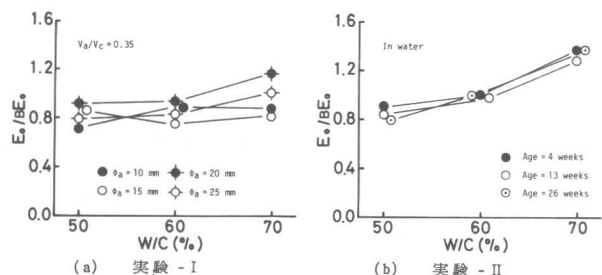 1.6
Va/Vc = 0.35
1.2
0.8
0.4
0.0
E₀/BE₀
50
60
70
W/C (%)
φa = 10 mm
φa = 20 mm
φa = 15 mm
φa = 25 mm
(a) 実験 - I
1.6
In water
1.2
0.8
0.4
0.0
E₀/BE₀
50
60
70
W/C (%)
Age = 4 weeks
Age = 13 weeks
Age = 26 weeks
(b) 実験 - II